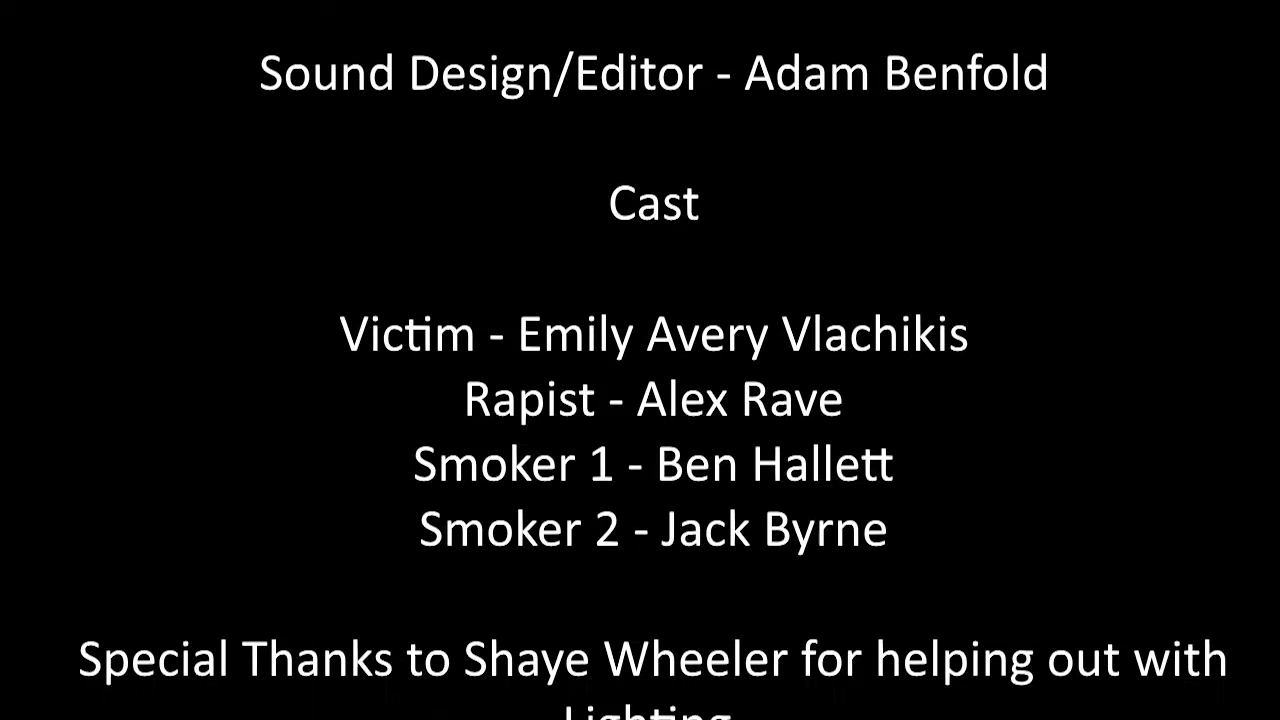 Sound Design/Editor - Adam Benfold
Cast
Victim - Emily Avery Vlachikis
Rapist - Alex Rave
Smoker 1 - Ben Hallett
Smoker 2 - Jack Byrne
Special Thanks to Shaye Wheeler for helping out with
Lighting